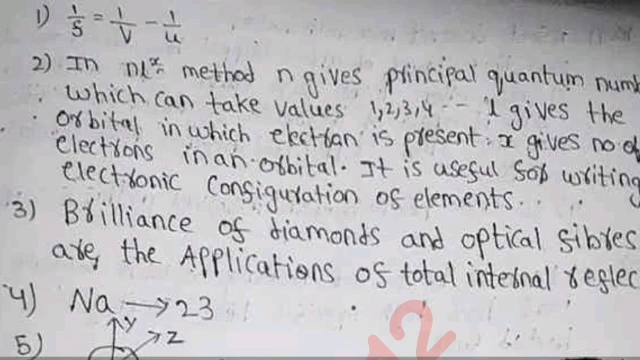 1) 1/S = 1/V - 1/u
2) In nlˣ method n gives principal quantum num
which can take values 1,2,3,4 -- l gives the
orbital in which electran is present. x gives no of
electrons in an orbital. It is useful for writing
electronic Configuration of elements.
3) Brilliance of diamonds and optical fibres
are, the Applications of total internal reflec
4) Na → 23
5) Y Z
12